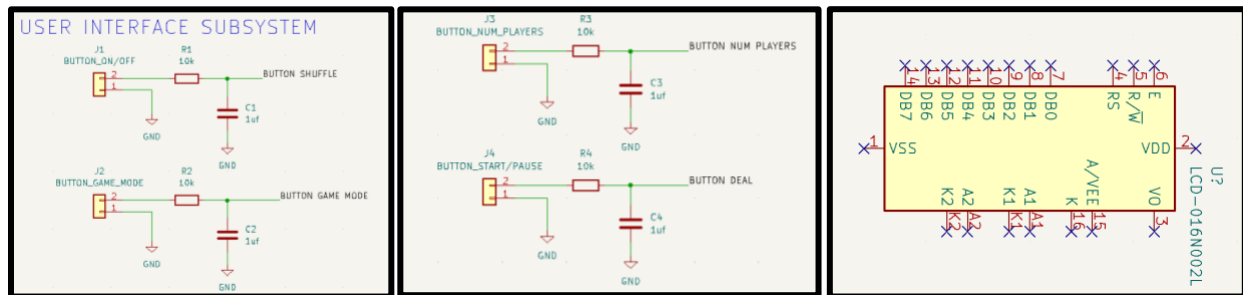 USER INTERFACE SUBSYSTEM
J1
BUTTON_ON/OFF
R1
10k
2
1
BUTTON SHUFFLE
C1
1uf
GND
GND
J2
BUTTON_GAME_MODE
R2
10k
2
1
BUTTON GAME MODE
C2
1uf
GND
GND
J3
BUTTON_NUM_PLAYERS
R3
10k
2
1
BUTTON NUM PLAYERS
C3
1uf
GND
GND
J4
BUTTON_START/PAUSE
R4
10k
2
1
BUTTON DEAL
C4
1uf
GND
GND
14 13 12 11 10 9 8 7 4 5 6
DB7 DB6 DB5 DB4 DB3 DB2 DB1 DB0 RS R/W E
1 VSS
VDD 2
K2 A2 K1 A1 K A/VEE VO
K2 A2 K1 A1 16 15 3
U?
LCD-016N002L